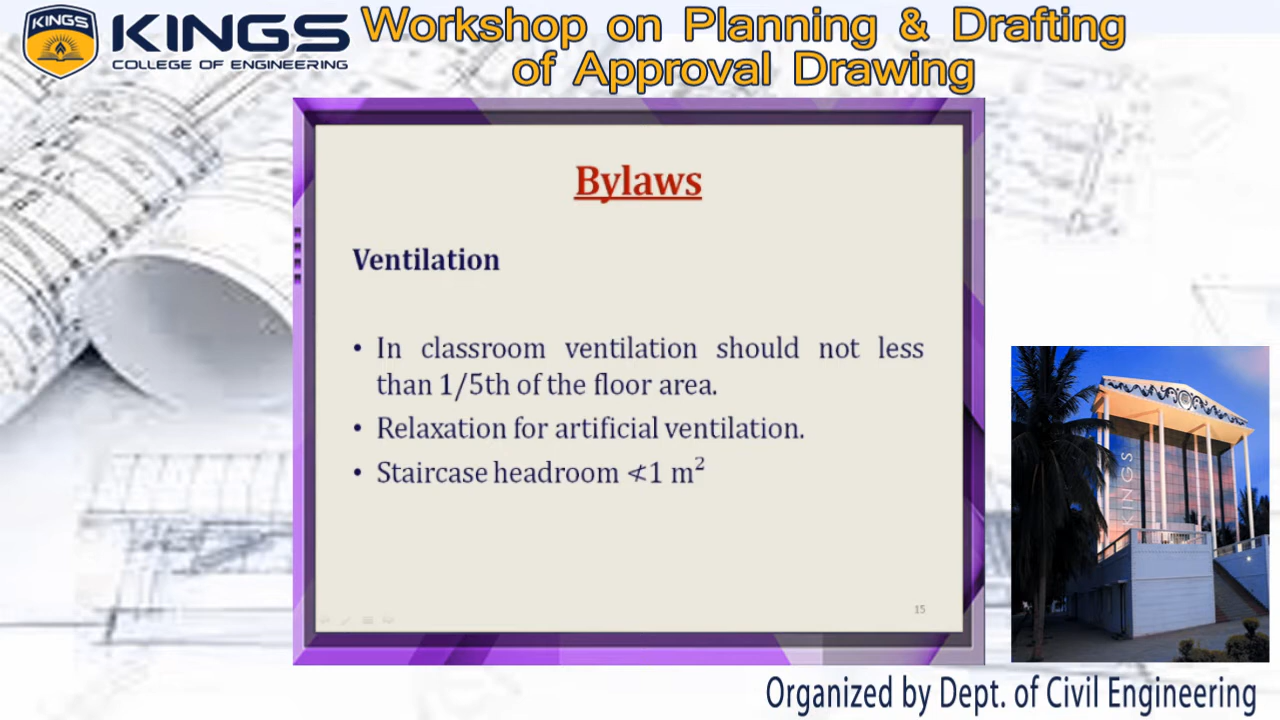 KINGS
KINGS
COLLEGE OF ENGINEERING
Workshop on Planning & Drafting
of Approval Drawing
Bylaws
Ventilation
• In classroom ventilation should not less
than 1/5th of the floor area.
• Relaxation for artificial ventilation.
• Staircase headroom ≮1 m²
15
KINGS
Organized by Dept. of Civil Engineering